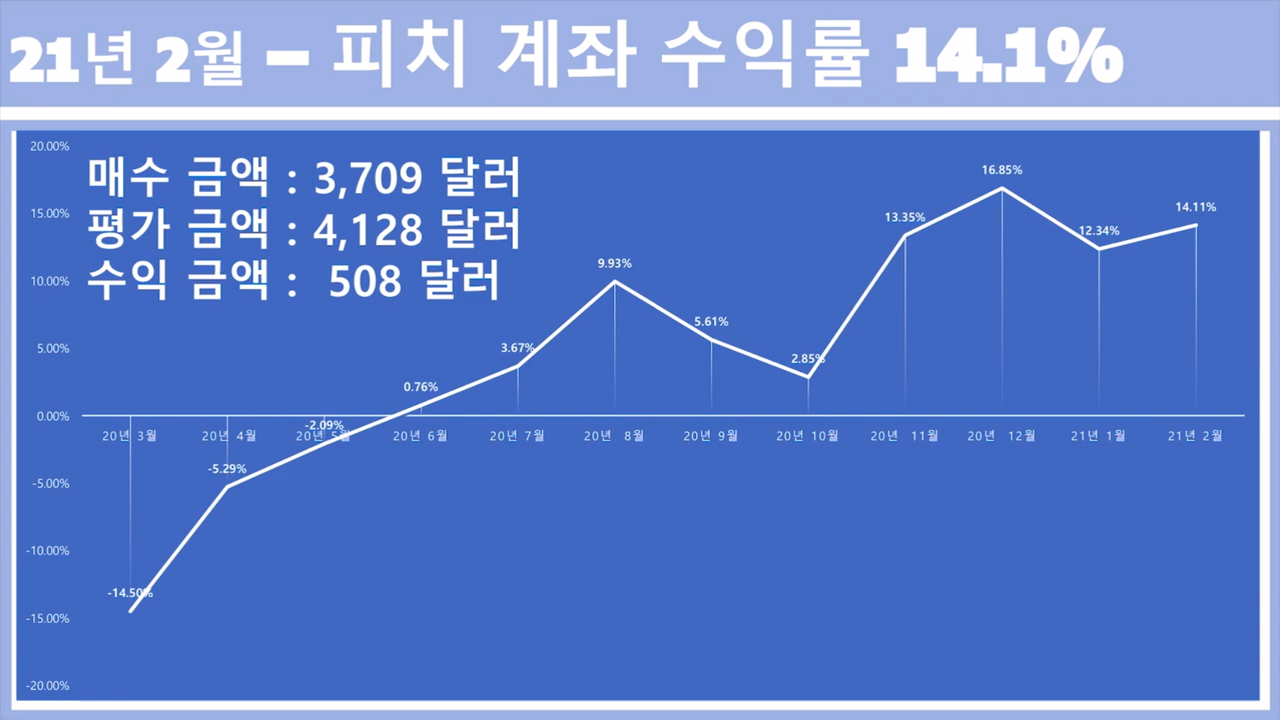 21년 2월 – 피치 계좌 수익률 14.1%
매수 금액 : 3,709 달러
평가 금액 : 4,128 달러
수익 금액 : 508 달러
20.00%
15.00%
10.00%
5.00%
0.00%
-5.00%
-10.00%
-15.00%
-20.00%
-14.50%
-5.29%
-2.09%
0.76%
3.67%
9.93%
5.61%
2.85%
13.35%
16.85%
12.34%
14.11%
20년 3월
20년 4월
20년 5월
20년 6월
20년 7월
20년 8월
20년 9월
20년 10월
20년 11월
20년 12월
21년 1월
21년 2월